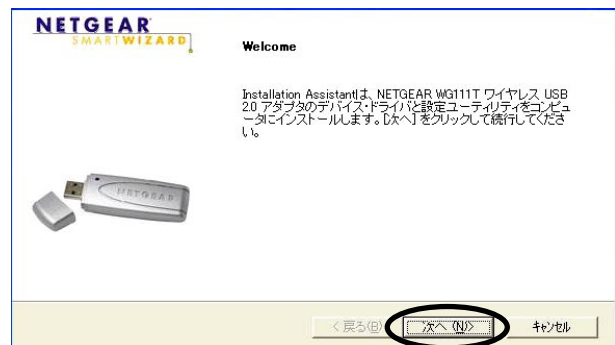 NETGEAR
SMARTWIZARD
Welcome
Installation Assistantは、NETGEAR WG111T ワイヤレス USB
2.0 アダプタのデバイス・ドライバと設定ユーティリティをコンピュ
ータにインストールします。[次へ] をクリックして続行してくださ
い。
NETGEAR
< 戻る(B)
次へ (N)>
キャンセル